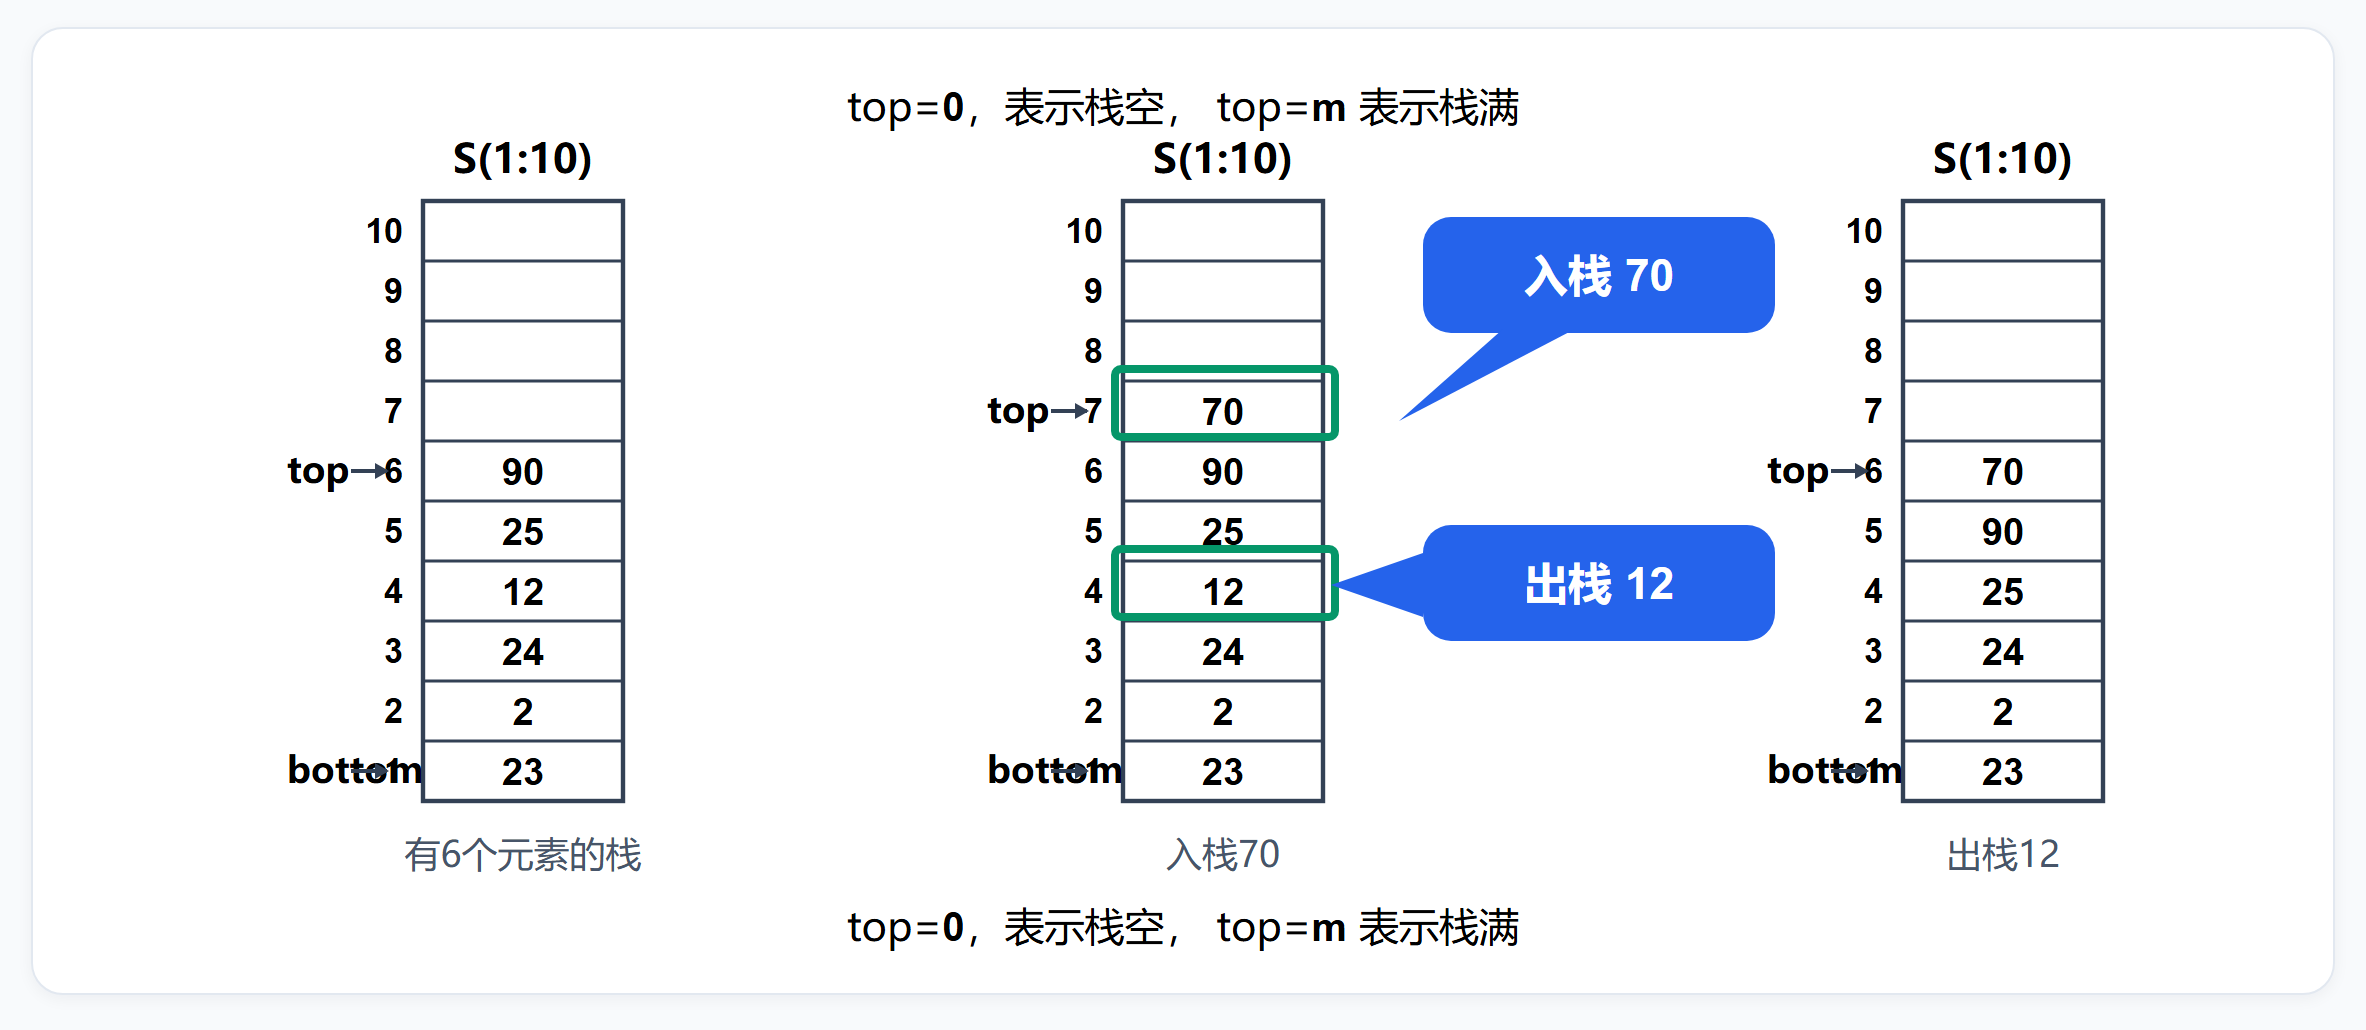 top=0，表示栈空， top=m 表示栈满
S(1:10) S(1:10) S(1:10)
10 10 入栈 70 10
9 9 9
8 8 8
top 7 70 7
7
top 6 90 6 90 top 6 70
5 25 5 25 5 90
4 12 4 12 出栈 12 4 25
3 24 3 24 3 24
2 2 2 2 2 2
bottom 1 23 bottom 1 23 bottom 1 23
有6个元素的栈 入栈70 出栈12
top=0，表示栈空， top=m 表示栈满